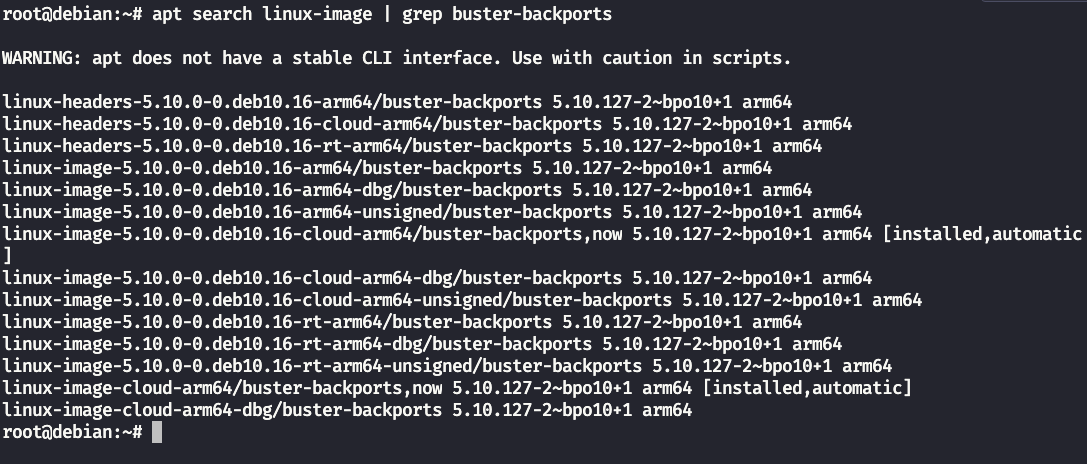 root@debian:~# apt search linux-image | grep buster-backports
WARNING: apt does not have a stable CLI interface. Use with caution in scripts.
linux-headers-5.10.0-0.deb10.16-arm64/buster-backports 5.10.127-2~bpo10+1 arm64
linux-headers-5.10.0-0.deb10.16-cloud-arm64/buster-backports 5.10.127-2~bpo10+1 arm64
linux-headers-5.10.0-0.deb10.16-rt-arm64/buster-backports 5.10.127-2~bpo10+1 arm64
linux-image-5.10.0-0.deb10.16-arm64/buster-backports 5.10.127-2~bpo10+1 arm64
linux-image-5.10.0-0.deb10.16-arm64-dbg/buster-backports 5.10.127-2~bpo10+1 arm64
linux-image-5.10.0-0.deb10.16-arm64-unsigned/buster-backports 5.10.127-2~bpo10+1 arm64
linux-image-5.10.0-0.deb10.16-cloud-arm64/buster-backports,now 5.10.127-2~bpo10+1 arm64 [installed,automatic
]
linux-image-5.10.0-0.deb10.16-cloud-arm64-dbg/buster-backports 5.10.127-2~bpo10+1 arm64
linux-image-5.10.0-0.deb10.16-cloud-arm64-unsigned/buster-backports 5.10.127-2~bpo10+1 arm64
linux-image-5.10.0-0.deb10.16-rt-arm64/buster-backports 5.10.127-2~bpo10+1 arm64
linux-image-5.10.0-0.deb10.16-rt-arm64-dbg/buster-backports 5.10.127-2~bpo10+1 arm64
linux-image-5.10.0-0.deb10.16-rt-arm64-unsigned/buster-backports 5.10.127-2~bpo10+1 arm64
linux-image-cloud-arm64/buster-backports,now 5.10.127-2~bpo10+1 arm64 [installed,automatic]
linux-image-cloud-arm64-dbg/buster-backports 5.10.127-2~bpo10+1 arm64
root@debian:~#